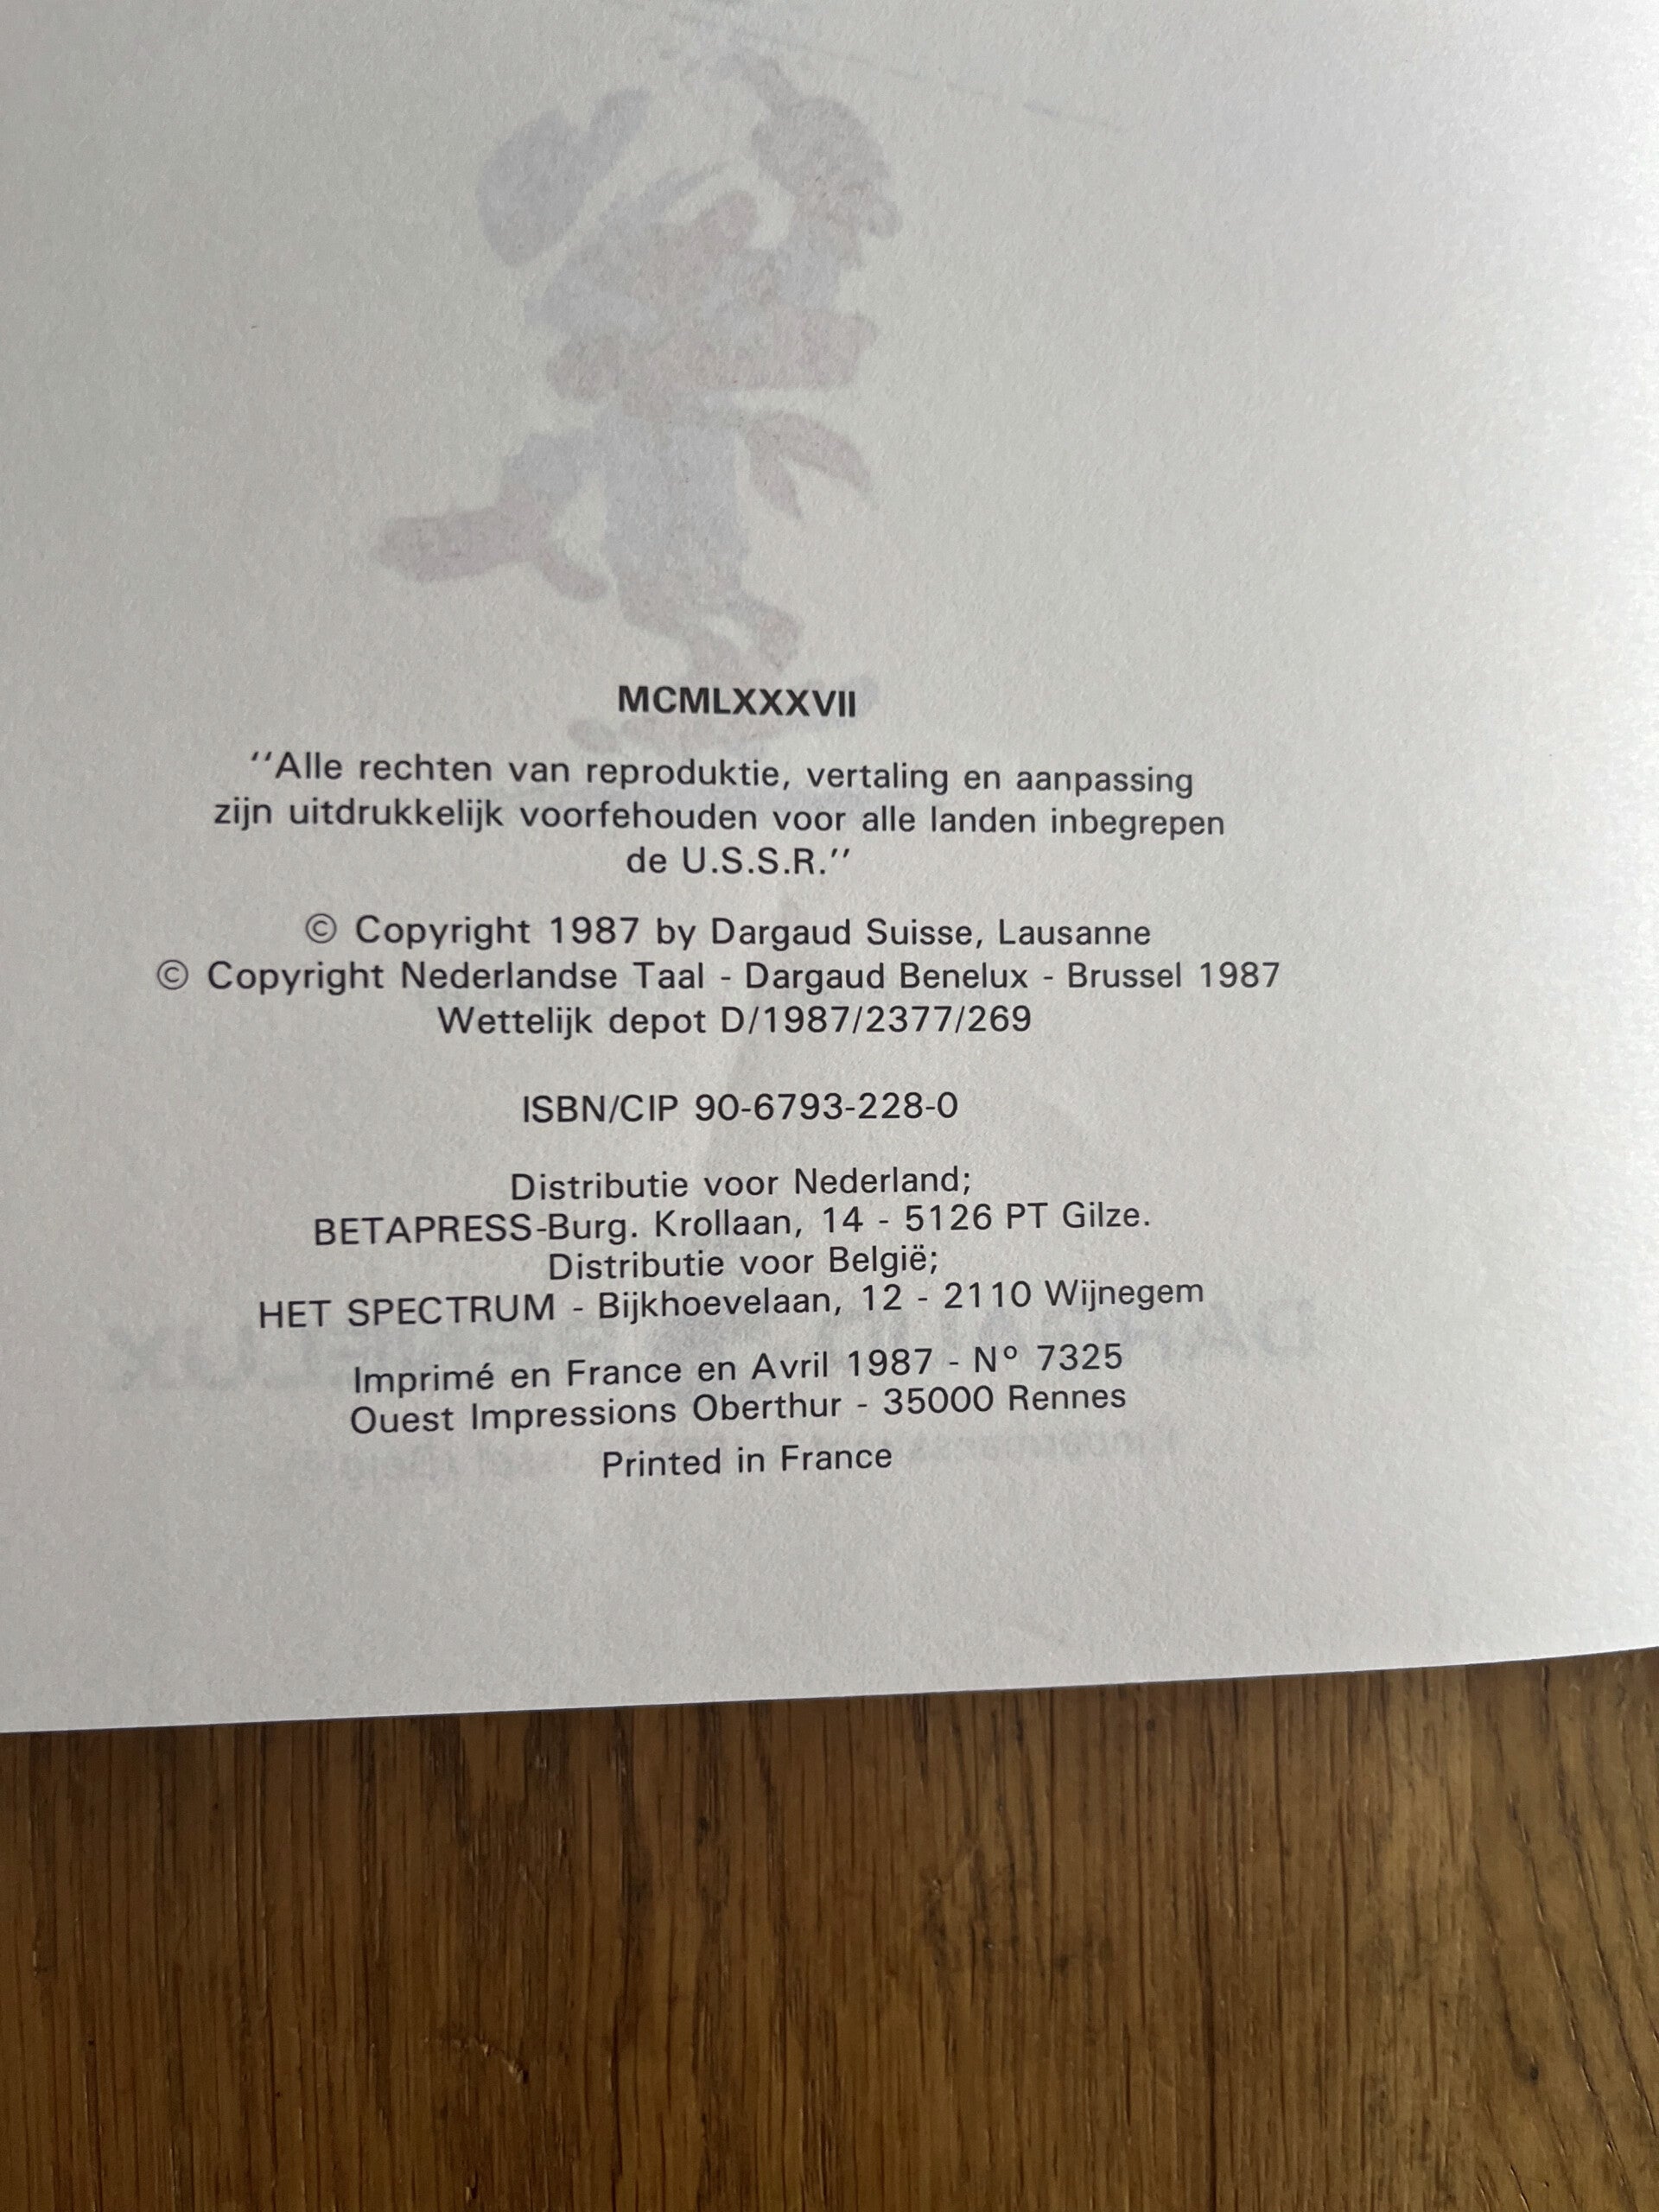 MCMLXXXVII
''Alle rechten van reproduktie, vertaling en aanpassing
zijn uitdrukkelijk voorfehouden voor alle landen inbegrepen
de U.S.S.R.''
© Copyright 1987 by Dargaud Suisse, Lausanne
© Copyright Nederlandse Taal - Dargaud Benelux - Brussel 1987
Wettelijk depot D/1987/2377/269
ISBN/CIP 90-6793-228-0
Distributie voor Nederland;
BETAPRESS-Burg. Krollaan, 14 - 5126 PT Gilze.
Distributie voor België;
HET SPECTRUM - Bijkhoevelaan, 12 - 2110 Wijnegem
Imprimé en France en Avril 1987 - Nº 7325
Ouest Impressions Oberthur - 35000 Rennes
Printed in France